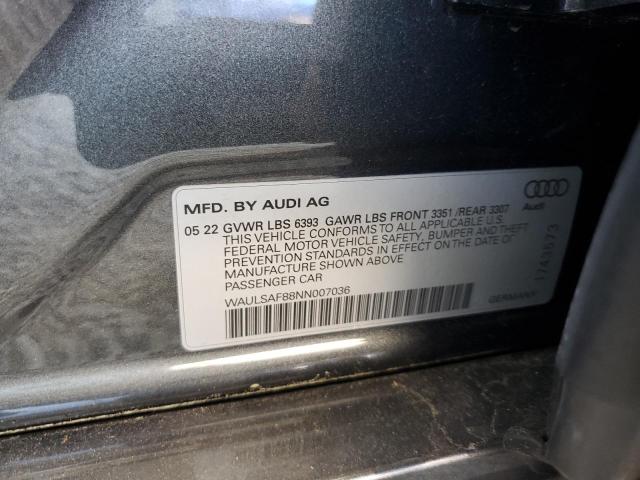 MFD. BY AUDI AG
05 22 GVWR LBS 6393 GAWR LBS FRONT 3351 /REAR 3307
THIS VEHICLE CONFORMS TO ALL APPLICABLE U.S.
FEDERAL MOTOR VEHICLE SAFETY, BUMPER AND THEFT
PREVENTION STANDARDS IN EFFECT ON THE DATE OF
MANUFACTURE SHOWN ABOVE
PASSENGER CAR
WAULSAF88NN007036
GERMANY
Audi
1743573